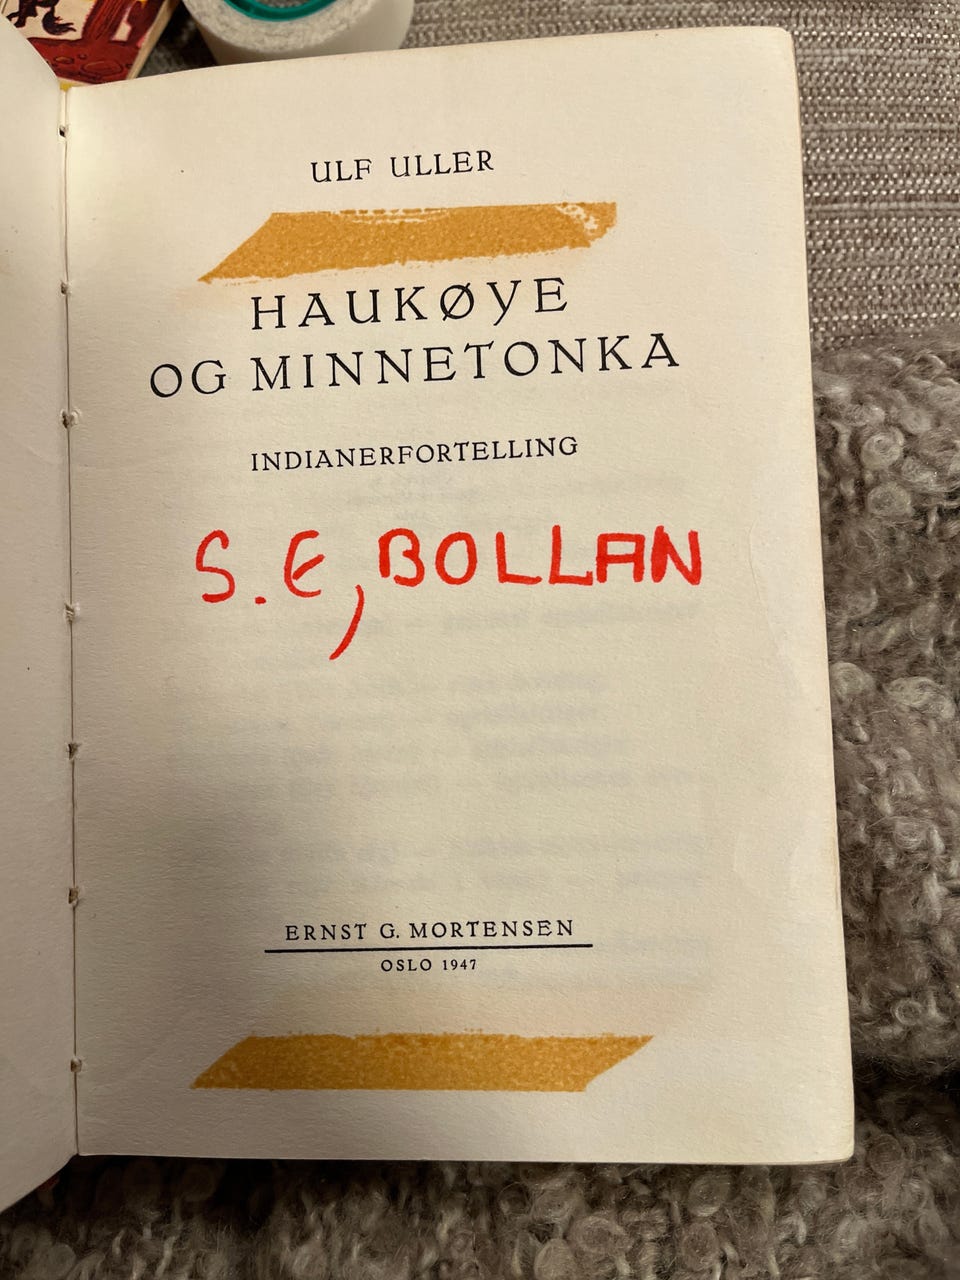 ULF ULLER
HAUKØYE
OG MINNETONKA
INDIANERFORTELLING
S.E, BOLLAN
ERNST G. MORTENSEN
OSLO 1947